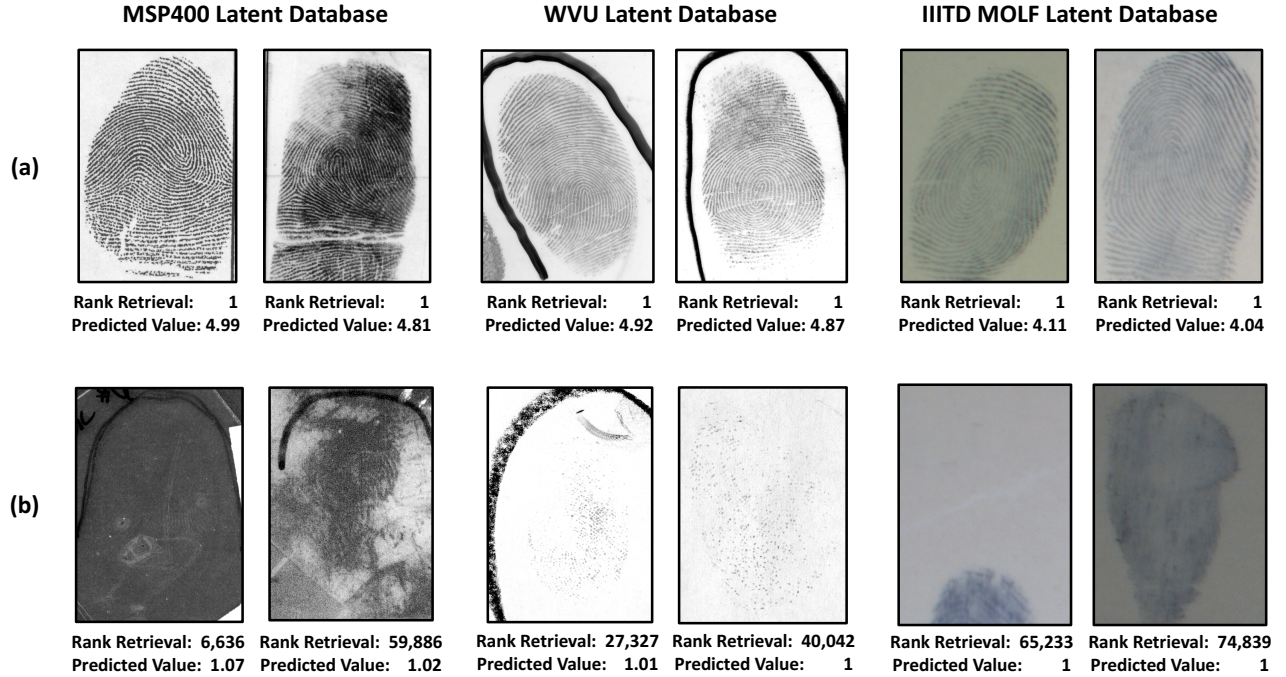 MSP400 Latent Database
WVU Latent Database
IIITD MOLF Latent Database
(a)
Rank Retrieval: 1
Predicted Value: 4.99
Rank Retrieval: 1
Predicted Value: 4.81
Rank Retrieval: 1
Predicted Value: 4.92
Rank Retrieval: 1
Predicted Value: 4.87
Rank Retrieval: 1
Predicted Value: 4.11
Rank Retrieval: 1
Predicted Value: 4.04
(b)
Rank Retrieval: 6,636
Predicted Value: 1.07
Rank Retrieval: 59,886
Predicted Value: 1.02
Rank Retrieval: 27,327
Predicted Value: 1.01
Rank Retrieval: 40,042
Predicted Value: 1
Rank Retrieval: 65,233
Predicted Value: 1
Rank Retrieval: 74,839
Predicted Value: 1